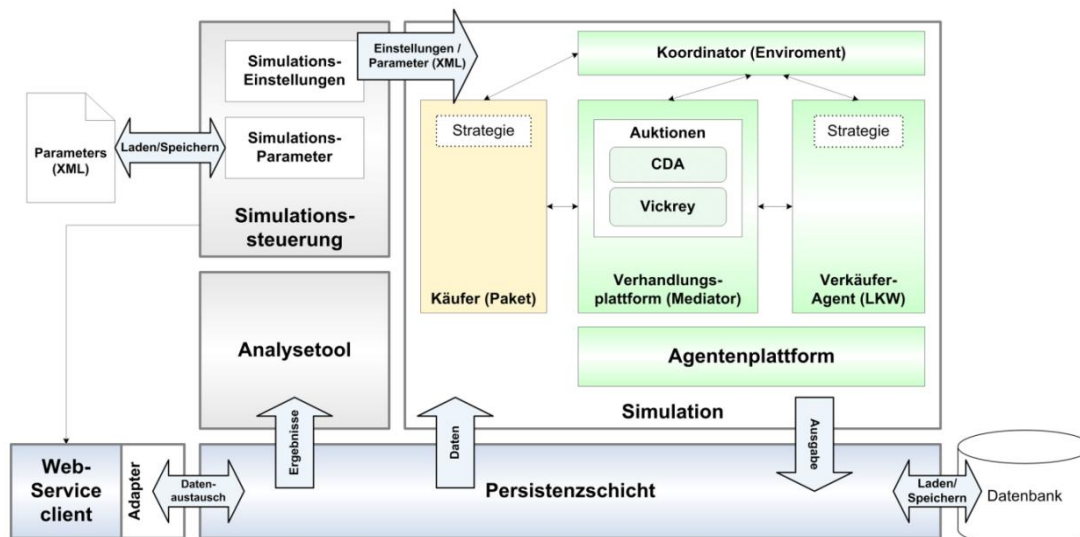 Simulations-
Einstellungen
Einstellungen /
Parameter (XML)
Koordinator (Enviroment)
Parameters
(XML)
Laden/Speichern
Simulations-
Parameter
Simulations-
steuerung
Strategie
Käufer (Paket)
Auktionen
CDA
Vickrey
Verhandlungs-
plattform (Mediator)
Strategie
Verkäufer-
Agent (LKW)
Analysetool
Agentenplattform
Simulation
Ergebnisse
Daten
Ausgabe
Web-
Service
client
Adapter
Daten-
austausch
Persistenzschicht
Laden/
Speichern
Datenbank